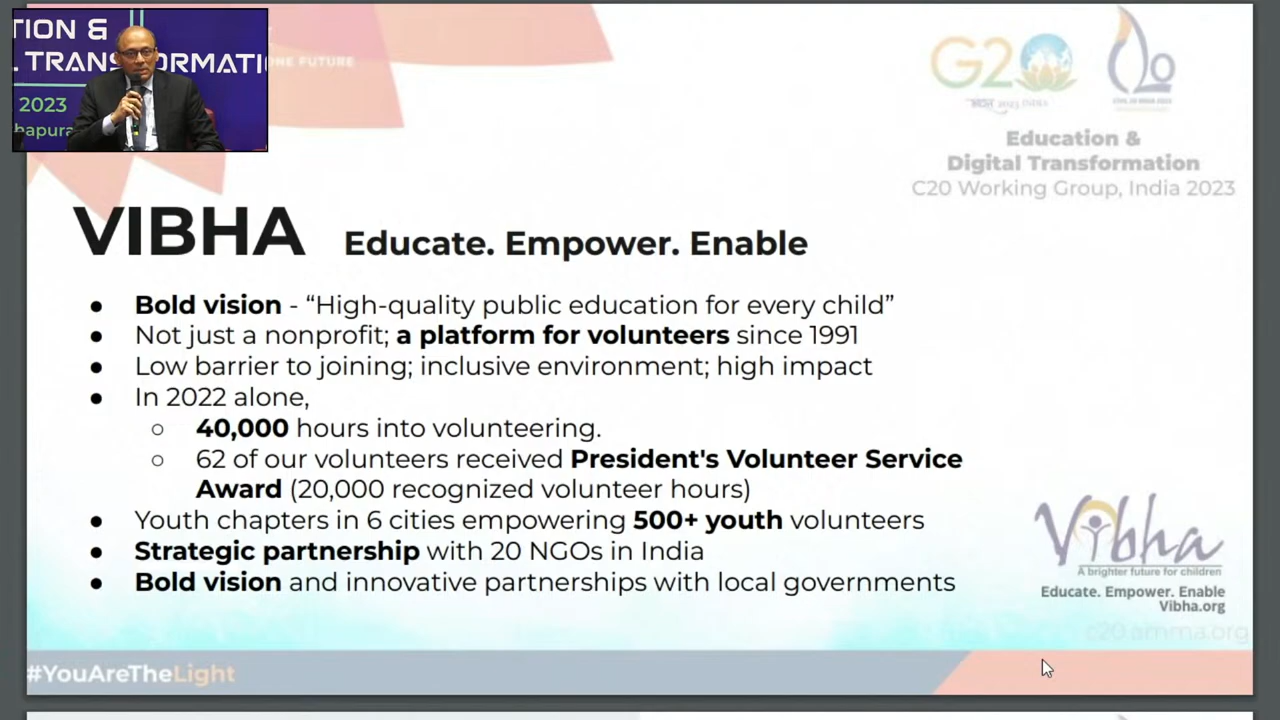 TION &
L TRANSFORMATI
2023
hapura
ONE FUTURE
G20
Education &
Digital Transformation
C20 Working Group, India 2023
VIBHA Educate. Empower. Enable
● Bold vision - “High-quality public education for every child”
● Not just a nonprofit; a platform for volunteers since 1991
● Low barrier to joining; inclusive environment; high impact
● In 2022 alone,
○ 40,000 hours into volunteering.
○ 62 of our volunteers received President's Volunteer Service
Award (20,000 recognized volunteer hours)
● Youth chapters in 6 cities empowering 500+ youth volunteers
● Strategic partnership with 20 NGOs in India
● Bold vision and innovative partnerships with local governments
Vibha
A brighter future for children
Educate. Empower. Enable
Vibha.org
c20.amma.org
#YouAreTheLight